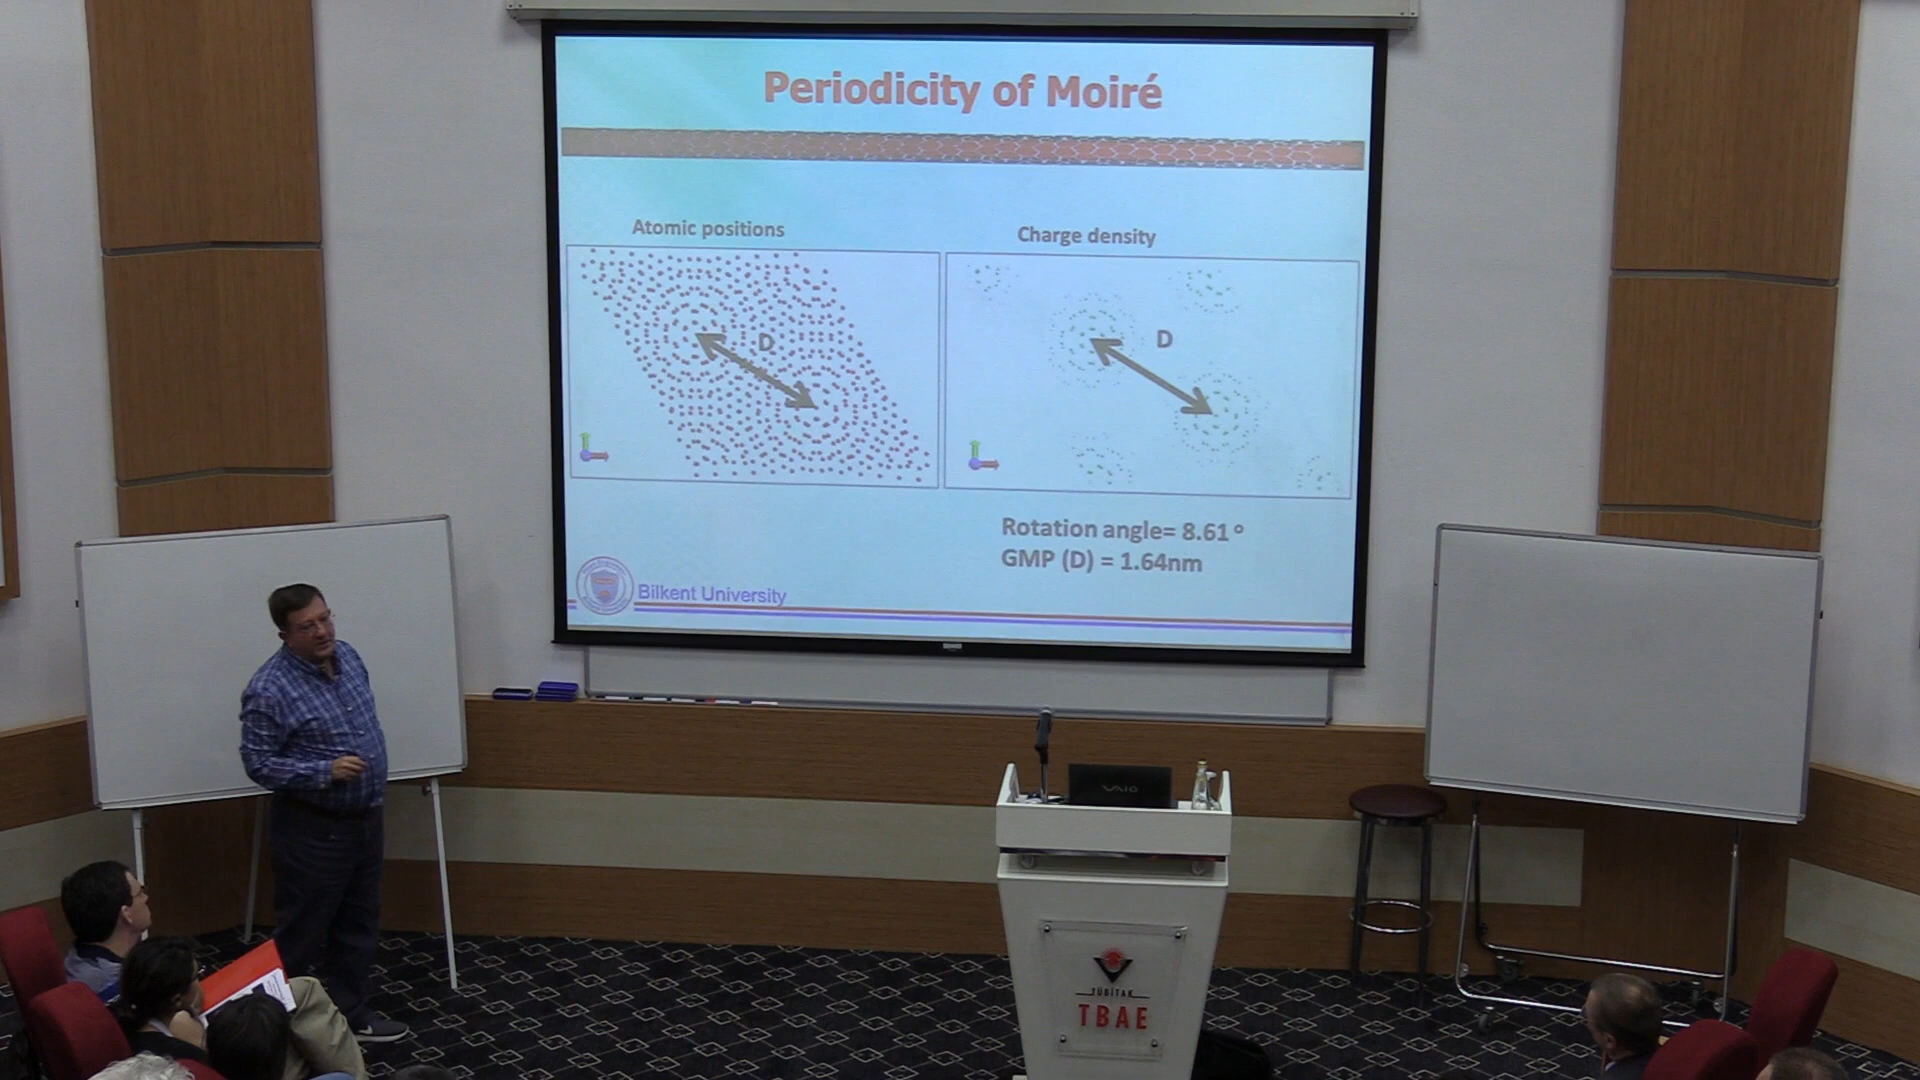 Periodicity of Moiré
Atomic positions
Charge density
D
D
Rotation angle= 8.61°
GMP (D) = 1.64nm
Bilkent University
VAIO
TÜBİTAK
TBAE